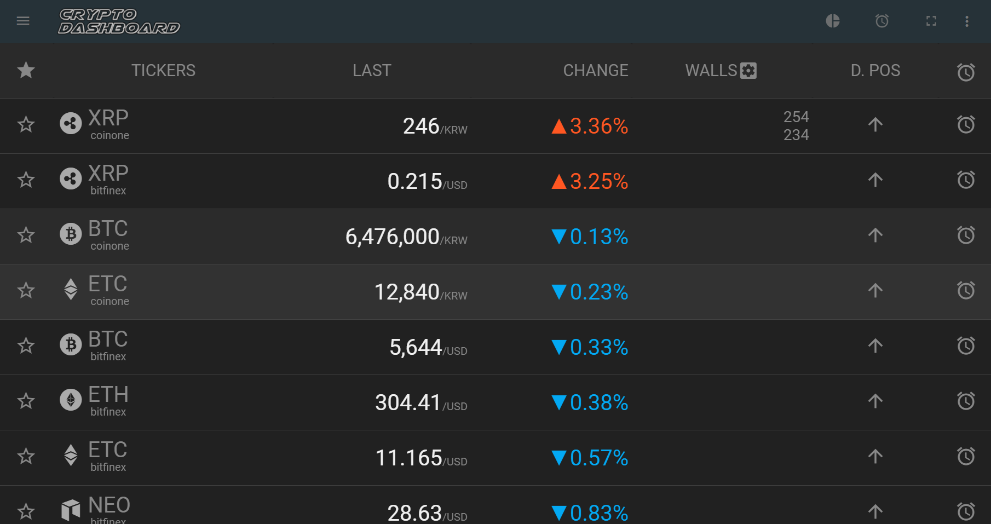 CRYPTO
DASHBOARD
TICKERS LAST CHANGE WALLS D. POS
XRP 246/KRW ▲3.36% 254
coinone 234
XRP 0.215/USD ▲3.25%
bitfinex
BTC 6,476,000/KRW ▼0.13%
coinone
ETC 12,840/KRW ▼0.23%
coinone
BTC 5,644/USD ▼0.33%
bitfinex
ETH 304.41/USD ▼0.38%
bitfinex
ETC 11.165/USD ▼0.57%
bitfinex
NEO 28.63/USD ▼0.83%
bitfinex